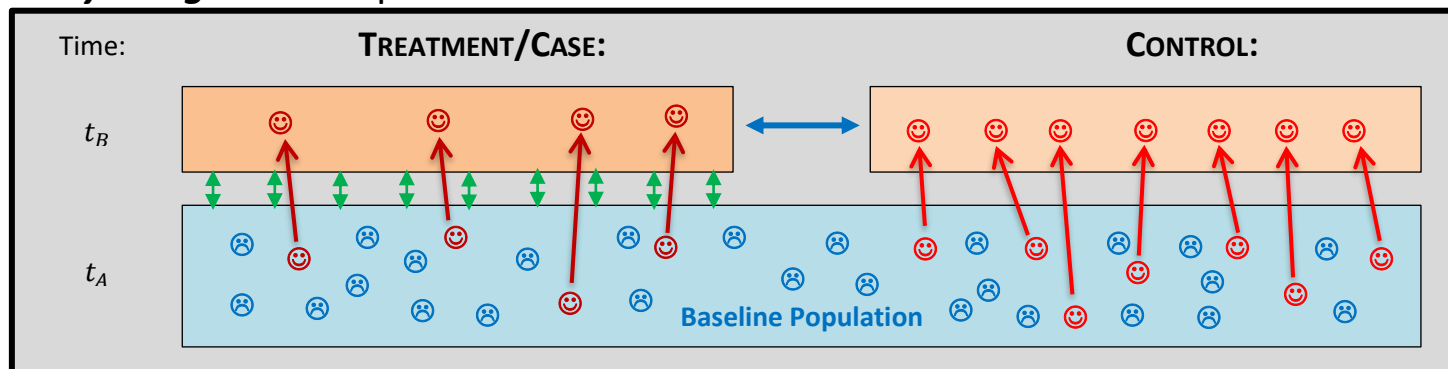 Time:
TREATMENT/CASE:
CONTROL:
t_B
t_A
Baseline Population